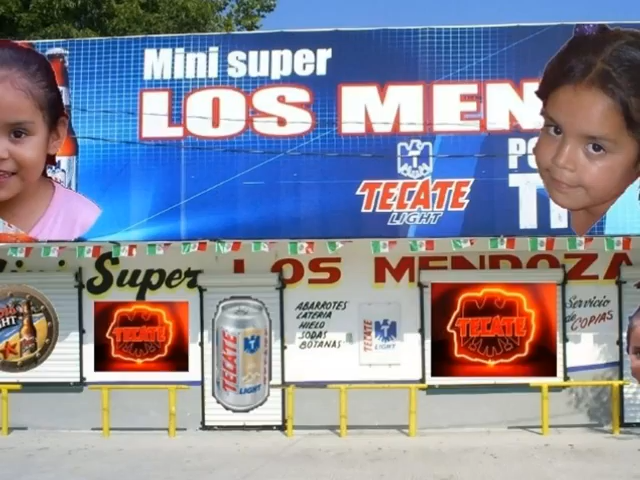 Mini super
LOS MEN
TECATE
LIGHT
Super LOS MENDOZA
TECATE
TECATE
LIGHT
ABARROTES
CATERIA
HIELO
SODAS
BOTANAS
TECATE
LIGHT
TECATE
Servicio
de COPIAS